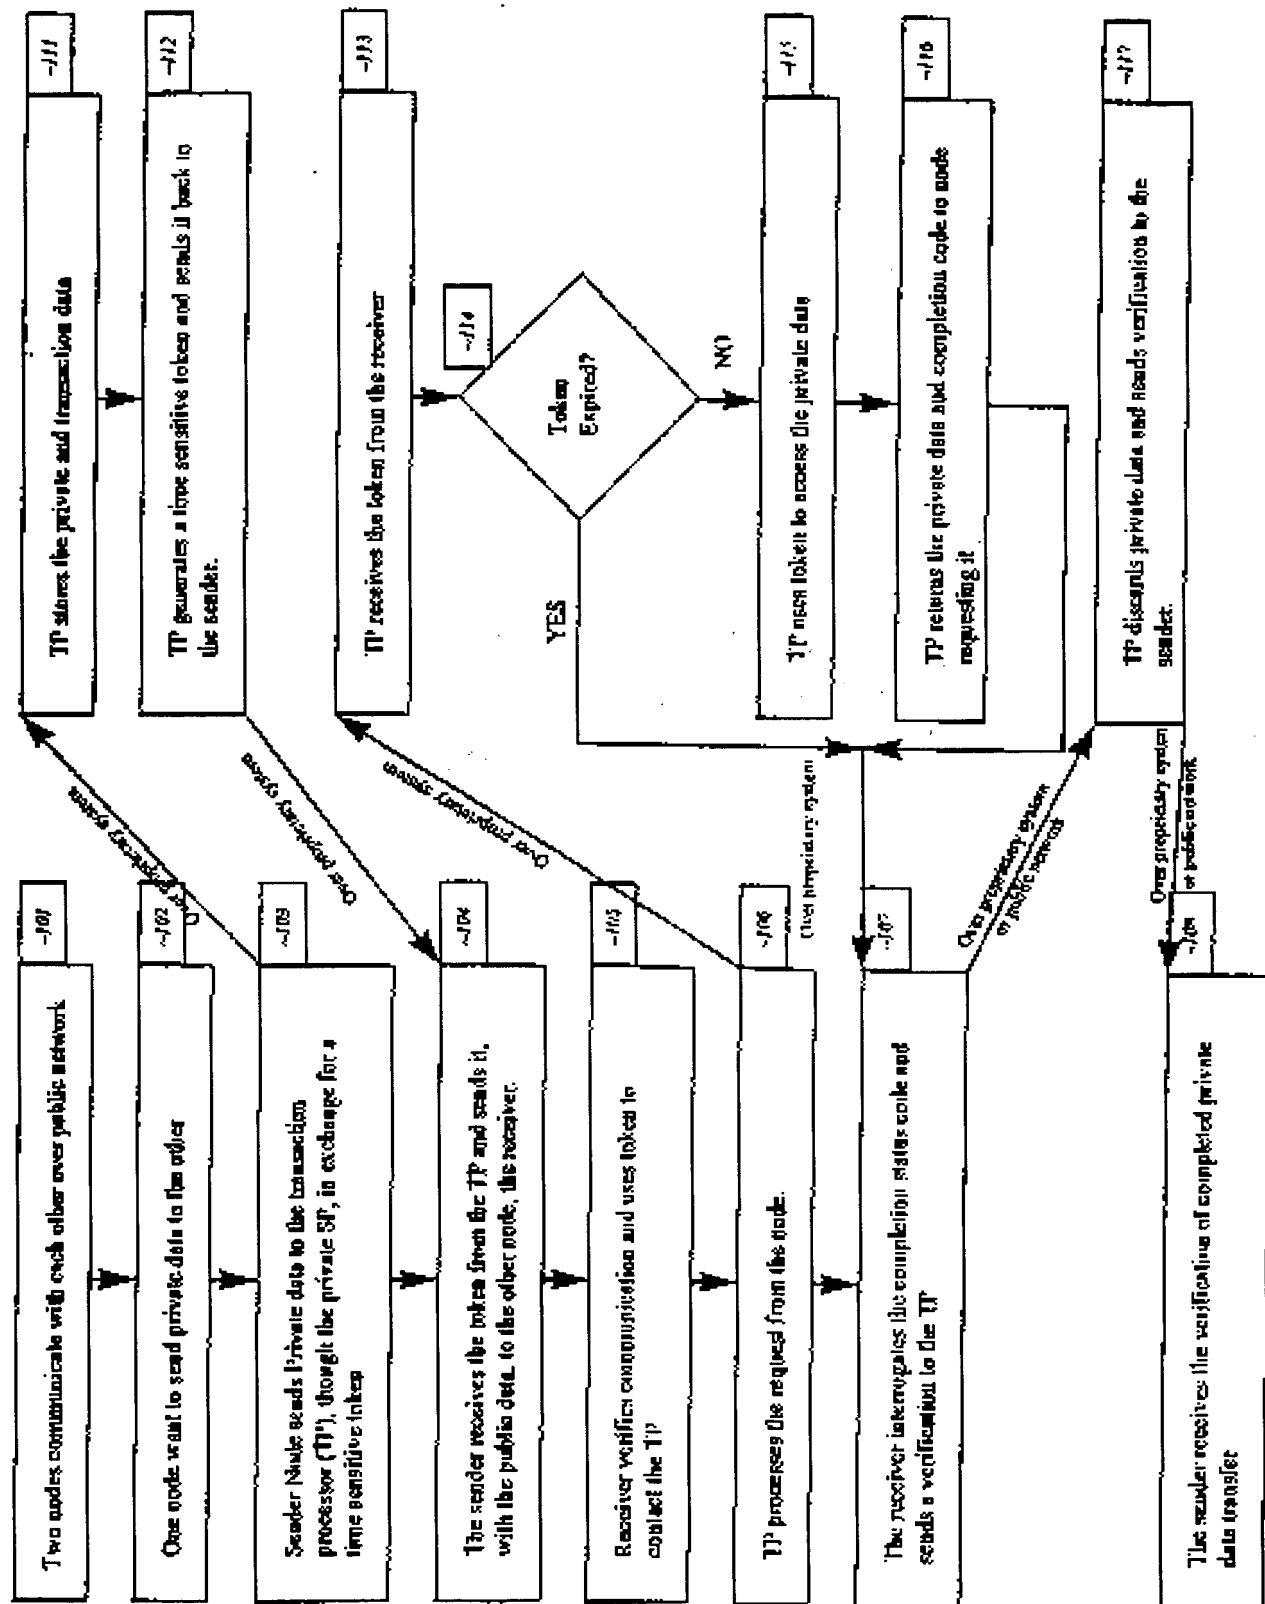 ~101
Two nodes communicate with each other over public network
~102
One node want to send private data to the other
~103
Sender Node sends Private data to the transaction
processor (TP), thought the private SP, in exchange for a
time sensitive token
~104
The sender receives the token from the TP and sends it,
with the public data, to the other node, the receiver.
~105
Receiver verifies communication and uses token to
contact the TP
~106
TP processes the request from the node.
~107
The receiver interrogates the completion status code and
sends a verification to the TP
The sender receives the verification of completed private
data transfer
Over proprietary system
Over proprietary system
Over proprietary system
Over proprietary system
Over proprietary system
or public network
Over proprietary system
or public network
~111
TP stores the private and transaction data
~112
TP generates a time sensitive token and sends it back to
the sender.
~113
TP receives the token from the receiver
~114
Token
Expired?
YES
NO
~115
TP uses token to access the private data
~116
TP returns the private data and completion code to node
requesting it
~117
TP discards private data and sends verification to the
sender.